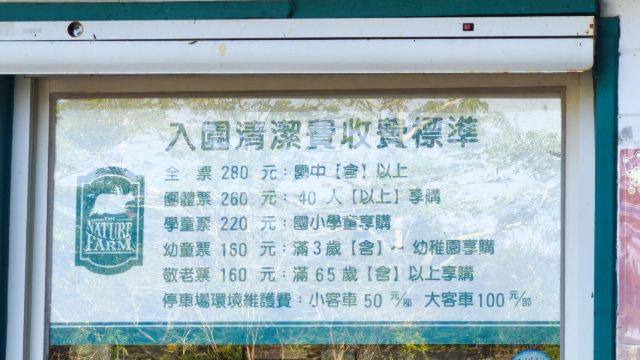 入園清潔費收費標準
全 票 280 元：國中【含】以上
團體票 260 元：40 人【以上】享購
學童票 220 元：國小學童享購
幼童票 160 元：滿 3 歲【含】~ 幼稚園享購
敬老票 160 元：滿 65 歲【含】以上享購
停車場環境維護費：小客車 50 元/部 大客車 100 元/部
THE
NATURE
FARM